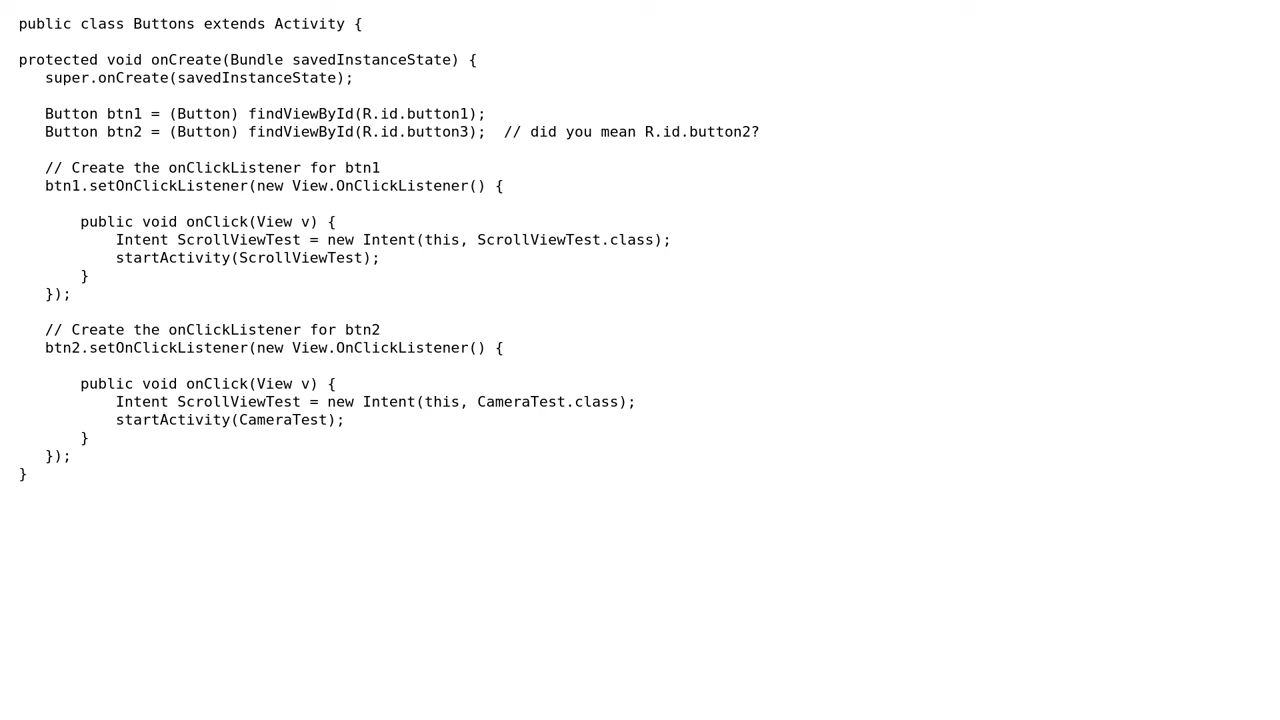 public class Buttons extends Activity {
protected void onCreate(Bundle savedInstanceState) {
   super.onCreate(savedInstanceState);
   Button btn1 = (Button) findViewById(R.id.button1);
   Button btn2 = (Button) findViewById(R.id.button3);  // did you mean R.id.button2?
   // Create the onClickListener for btn1
   btn1.setOnClickListener(new View.OnClickListener() {
       public void onClick(View v) {
           Intent ScrollViewTest = new Intent(this, ScrollViewTest.class);
           startActivity(ScrollViewTest);
       }
   });
   // Create the onClickListener for btn2
   btn2.setOnClickListener(new View.OnClickListener() {
       public void onClick(View v) {
           Intent ScrollViewTest = new Intent(this, CameraTest.class);
           startActivity(CameraTest);
       }
   });
}